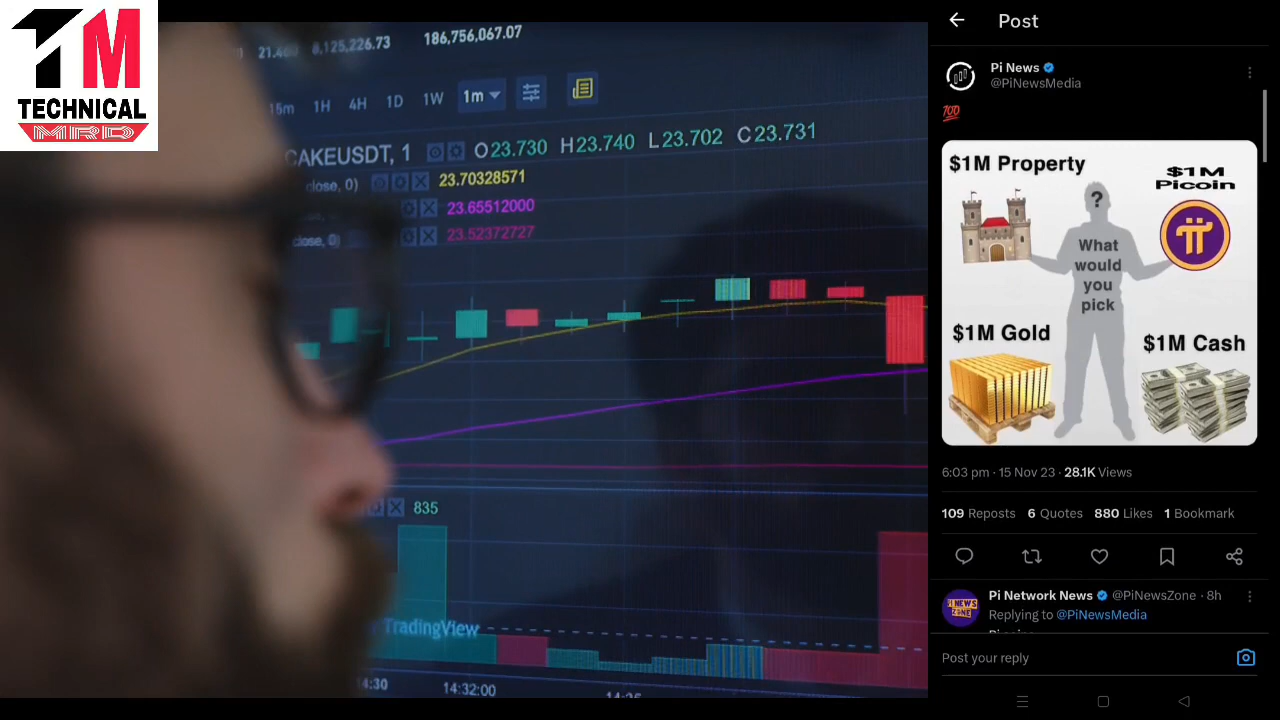 TM
TECHNICAL
MRD
8,125,226.73
186,756,067.07
15m 1H 4H 1D 1W 1m
CAKEUSDT, 1 O23.730 H23.740 L23.702 C23.731
close, 0) 23.70328571
23.65512000
close, 0) 23.52372727
835
TradingView
14:30 14:32:00
Post
Pi News
@PiNewsMedia
💯
$1M Property
$1M
Picoin
?
What
would
you
pick
$1M Gold
$1M Cash
6:03 pm · 15 Nov 23 · 28.1K Views
109 Reposts 6 Quotes 880 Likes 1 Bookmark
PI NEWS
ZONE
Pi Network News @PiNewsZone · 8h
Replying to @PiNewsMedia
Post your reply